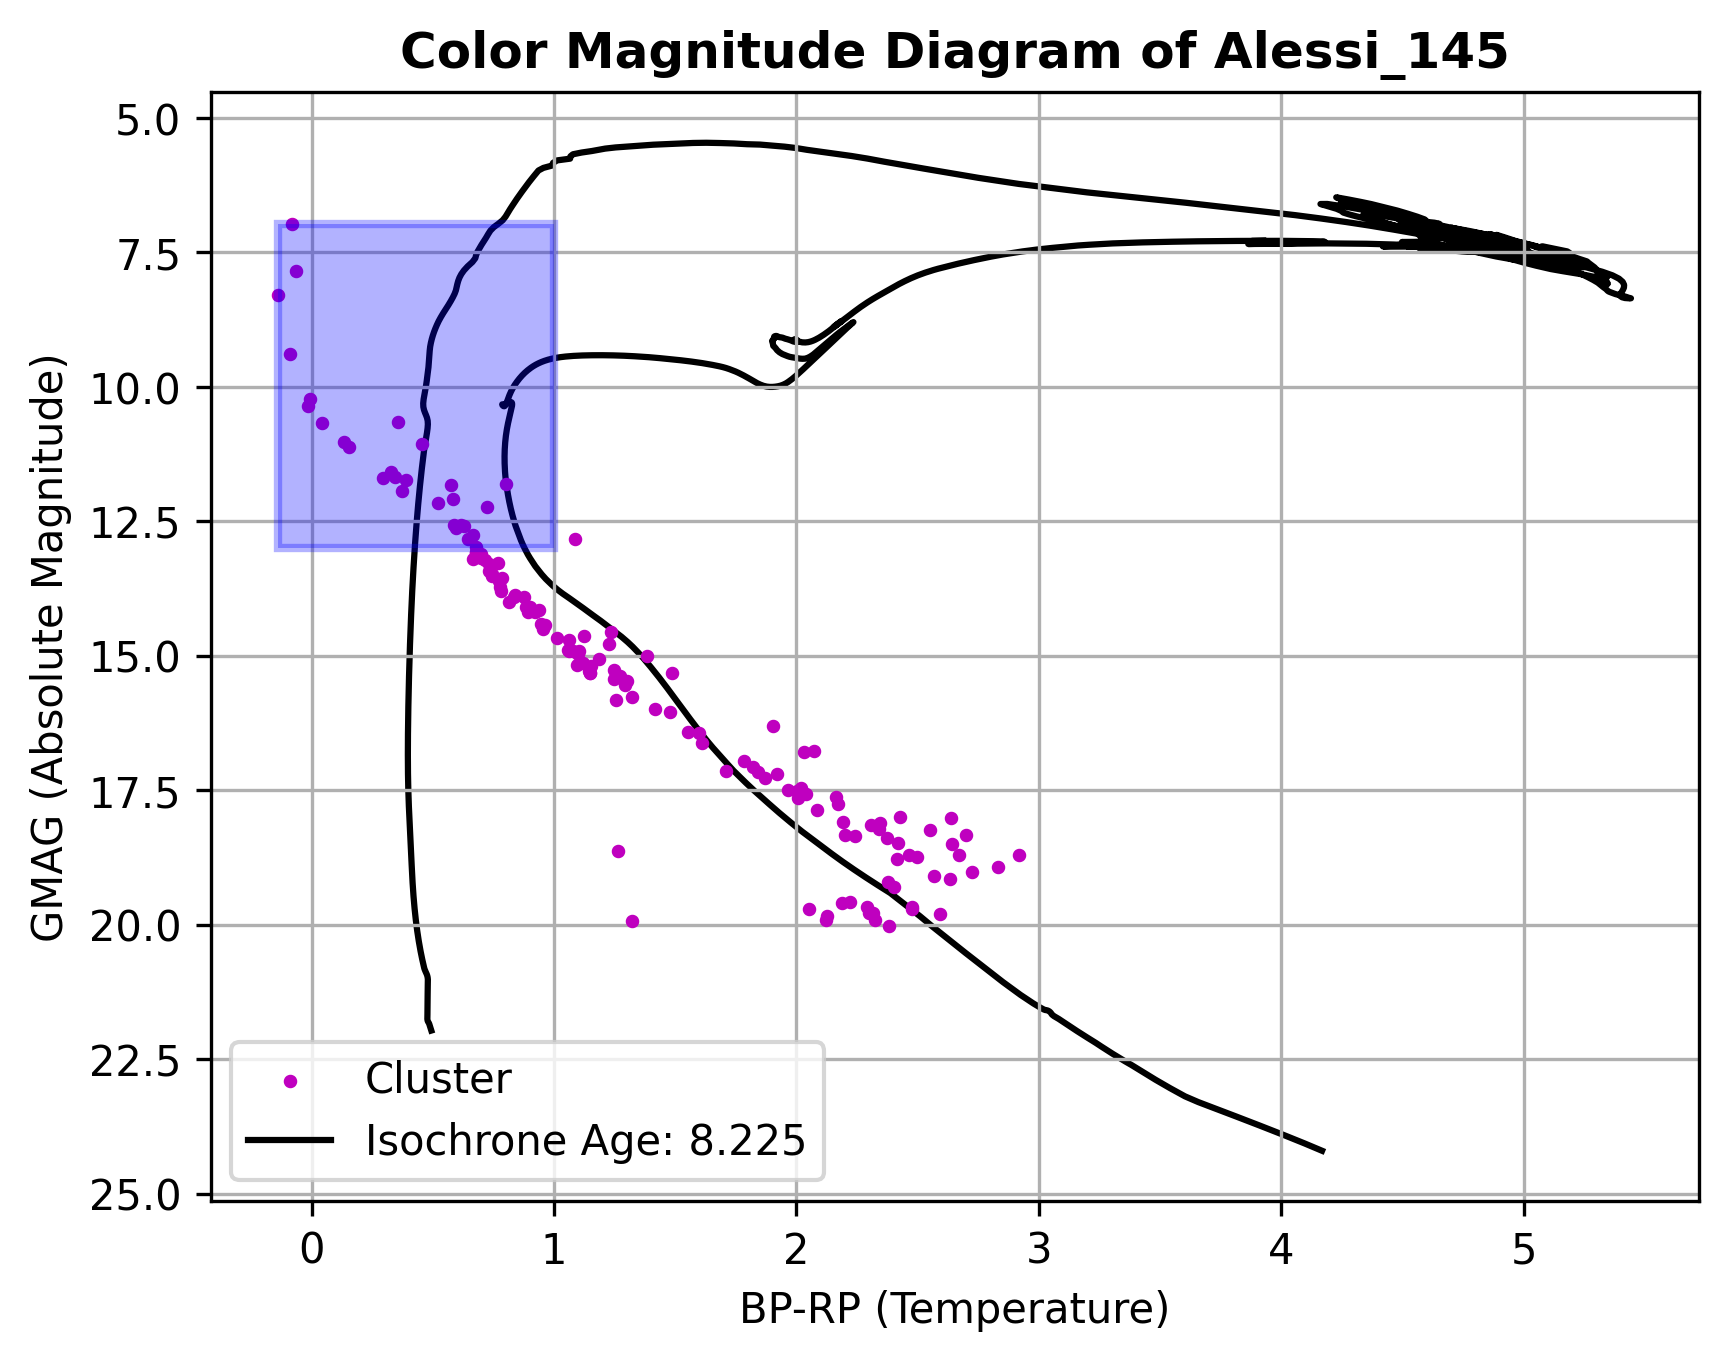 Color Magnitude Diagram of Alessi_145
GMAG (Absolute Magnitude)
5.0
7.5
10.0
12.5
15.0
17.5
20.0
22.5
25.0
Cluster
Isochrone Age: 8.225
0 1 2 3 4 5
BP-RP (Temperature)